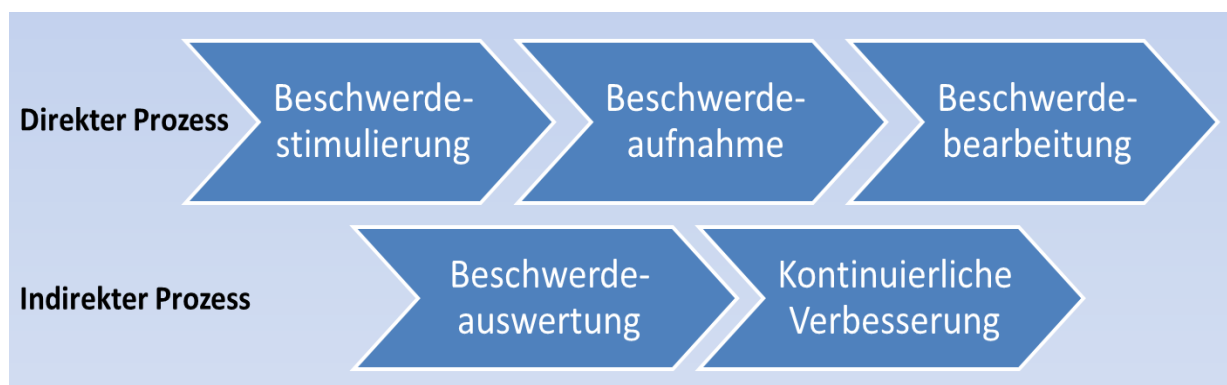 Direkter Prozess
Beschwerde-
stimulierung
Beschwerde-
aufnahme
Beschwerde-
bearbeitung
Indirekter Prozess
Beschwerde-
auswertung
Kontinuierliche
Verbesserung